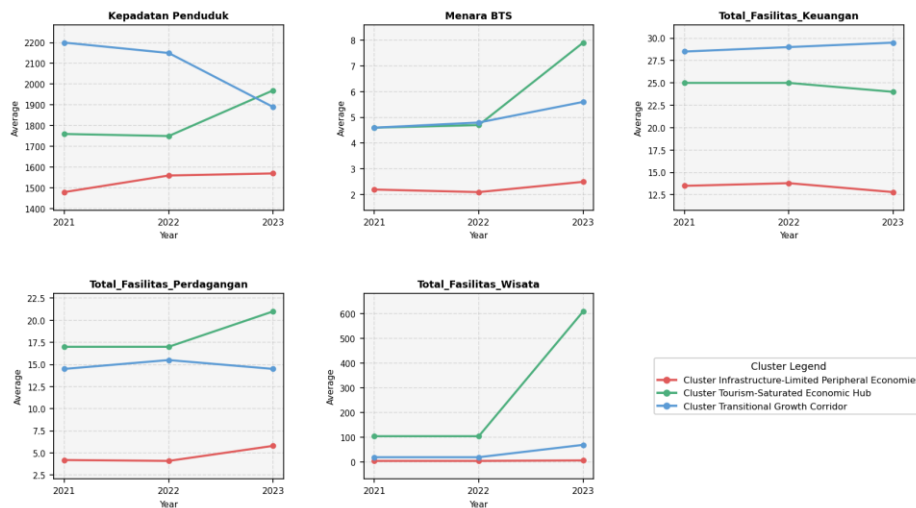 Kepadatan Penduduk
2200
2100
2000
1900
1800
1700
1600
1500
1400
Average
2021 2022 2023
Year
Menara BTS
8
7
6
5
4
3
2
Average
2021 2022 2023
Year
Total_Fasilitas_Keuangan
30.0
27.5
25.0
22.5
20.0
17.5
15.0
12.5
Average
2021 2022 2023
Year
Total_Fasilitas_Perdagangan
22.5
20.0
17.5
15.0
12.5
10.0
7.5
5.0
2.5
Average
2021 2022 2023
Year
Total_Fasilitas_Wisata
600
500
400
300
200
100
0
Average
2021 2022 2023
Year
Cluster Legend
Cluster Infrastructure-Limited Peripheral Economie
Cluster Tourism-Saturated Economic Hub
Cluster Transitional Growth Corridor